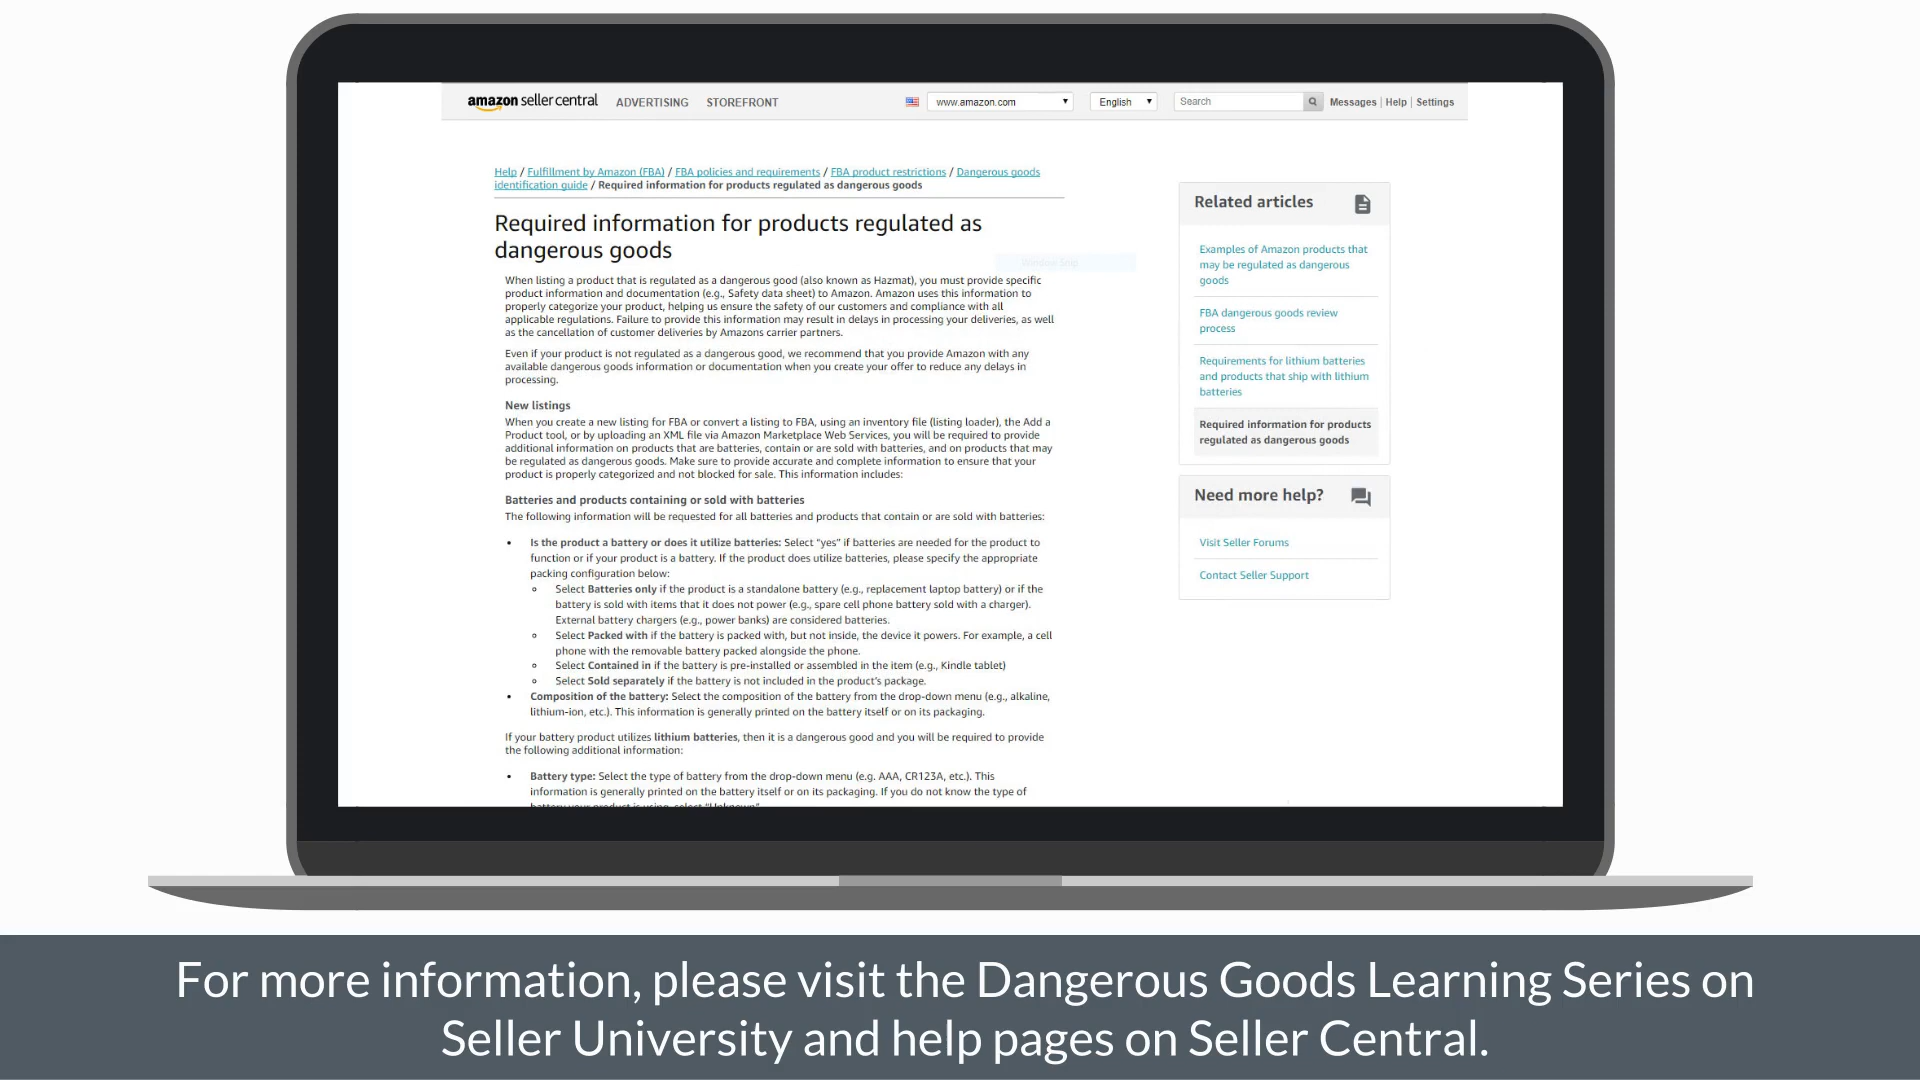 amazon seller central ADVERTISING STOREFRONT www.amazon.com English Search Messages | Help | Settings
Help / Fulfillment by Amazon (FBA) / FBA policies and requirements / FBA product restrictions / Dangerous goods
identification guide / Required information for products regulated as dangerous goods
Required information for products regulated as
dangerous goods
When listing a product that is regulated as a dangerous good (also known as Hazmat), you must provide specific
product information and documentation (e.g., Safety data sheet) to Amazon. Amazon uses this information to
properly categorize your product, helping us ensure the safety of our customers and compliance with all
applicable regulations. Failure to provide this information may result in delays in processing your deliveries, as well
as the cancellation of customer deliveries by Amazons carrier partners.
Even if your product is not regulated as a dangerous good, we recommend that you provide Amazon with any
available dangerous goods information or documentation when you create your offer to reduce any delays in
processing.
New listings
When you create a new listing for FBA or convert a listing to FBA, using an inventory file (listing loader), the Add a
Product tool, or by uploading an XML file via Amazon Marketplace Web Services, you will be required to provide
additional information on products that are batteries, contain or are sold with batteries, and on products that may
be regulated as dangerous goods. Make sure to provide accurate and complete information to ensure that your
product is properly categorized and not blocked for sale. This information includes:
Batteries and products containing or sold with batteries
The following information will be requested for all batteries and products that contain or are sold with batteries:
• Is the product a battery or does it utilize batteries: Select “yes” if batteries are needed for the product to
function or if your product is a battery. If the product does utilize batteries, please specify the appropriate
packing configuration below:
◦ Select Batteries only if the product is a standalone battery (e.g., replacement laptop battery) or if the
battery is sold with items that it does not power (e.g., spare cell phone battery sold with a charger).
External battery chargers (e.g., power banks) are considered batteries.
◦ Select Packed with if the battery is packed with, but not inside, the device it powers. For example, a cell
phone with the removable battery packed alongside the phone.
◦ Select Contained in if the battery is pre-installed or assembled in the item (e.g., Kindle tablet)
◦ Select Sold separately if the battery is not included in the product’s package.
• Composition of the battery: Select the composition of the battery from the drop-down menu (e.g., alkaline,
lithium-ion, etc.). This information is generally printed on the battery itself or on its packaging.
If your battery product utilizes lithium batteries, then it is a dangerous good and you will be required to provide
the following additional information:
• Battery type: Select the type of battery from the drop-down menu (e.g. AAA, CR123A, etc.). This
information is generally printed on the battery itself or on its packaging. If you do not know the type of
battery your product is using, select “Unknown”
Related articles
Examples of Amazon products that
may be regulated as dangerous
goods
FBA dangerous goods review
process
Requirements for lithium batteries
and products that ship with lithium
batteries
Required information for products
regulated as dangerous goods
Need more help?
Visit Seller Forums
Contact Seller Support
For more information, please visit the Dangerous Goods Learning Series on
Seller University and help pages on Seller Central.